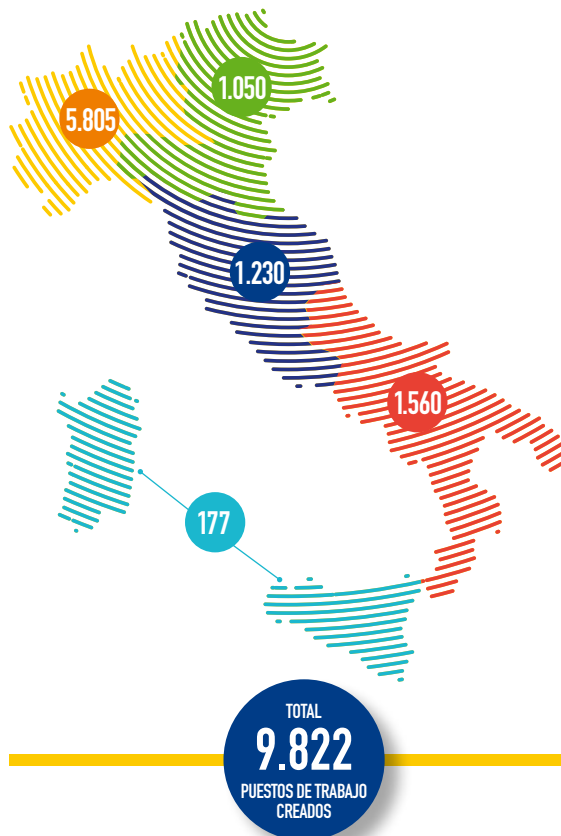 1.050
5.805
1.230
1.560
177
TOTAL
9.822
PUESTOS DE TRABAJO
CREADOS